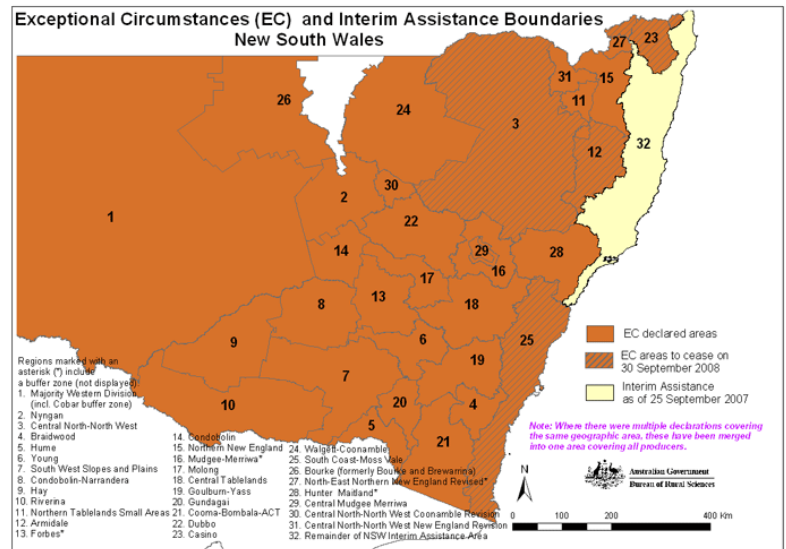 Exceptional Circumstances (EC) and Interim Assistance Boundaries
New South Wales
27
23
31
15
26
24
11
3
32
12
30
2
22
1
29
28
14
16
17
13
18
8
6
25
9
19
7
20
4
10
5
21
EC declared areas
EC areas to cease on
30 September 2008
Interim Assistance
as of 25 September 2007
Note: Where there were multiple declarations covering
the same geographic area, these have been merged
into one area covering all producers.
Regions marked with an
asterisk (*) include
a buffer zone (not displayed)
1. Majority Western Division
(incl. Cobar buffer zone)
2. Nyngan
3. Central North-North West
4. Braidwood
5. Hume
6. Young
7. South West Slopes and Plains
8. Condobolin-Narrandera
9. Hay
10. Riverina
11. Northern Tablelands Small Areas
12. Armidale
13. Forbes*
14. Condobolin
15. Northern New England
16. Mudgee-Merriwa*
17. Molong
18. Central Tablelands
19. Goulburn-Yass
20. Gundagai
21. Cooma-Bombala-ACT
22. Dubbo
23. Casino
24. Walgett-Coonamble
25. South Coast-Moss Vale
26. Bourke (formerly Bourke and Brewarrina)
27. North-East Northern New England Revised*
28. Hunter Maitland*
29. Central Mudgee Merriwa
30. Central North-North West Coonamble Revision
31. Central North-North West New England Revision
32. Remainder of NSW Interim Assistance Area
N
Australian Government
Bureau of Rural Sciences
0 100 200 400 Km